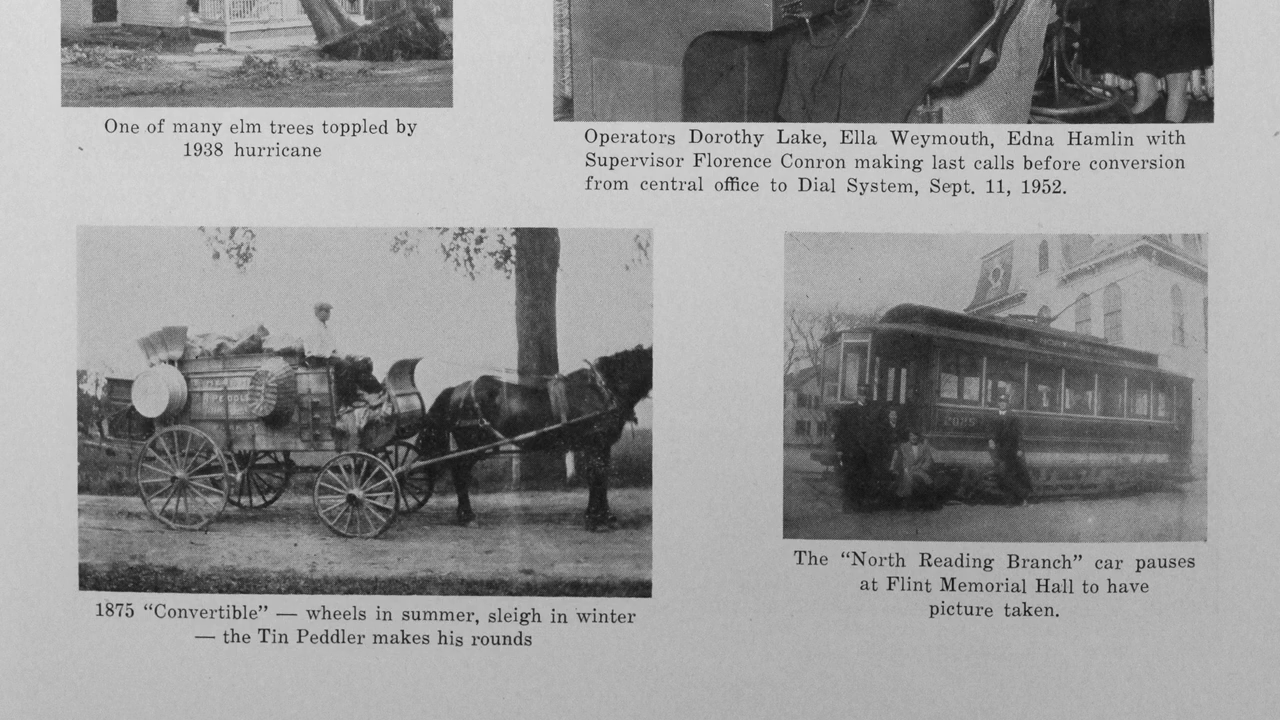 One of many elm trees toppled by
1938 hurricane
Operators Dorothy Lake, Ella Weymouth, Edna Hamlin with
Supervisor Florence Conron making last calls before conversion
from central office to Dial System, Sept. 11, 1952.
PEDDL
1875 “Convertible” — wheels in summer, sleigh in winter
— the Tin Peddler makes his rounds
The “North Reading Branch” car pauses
at Flint Memorial Hall to have
picture taken.